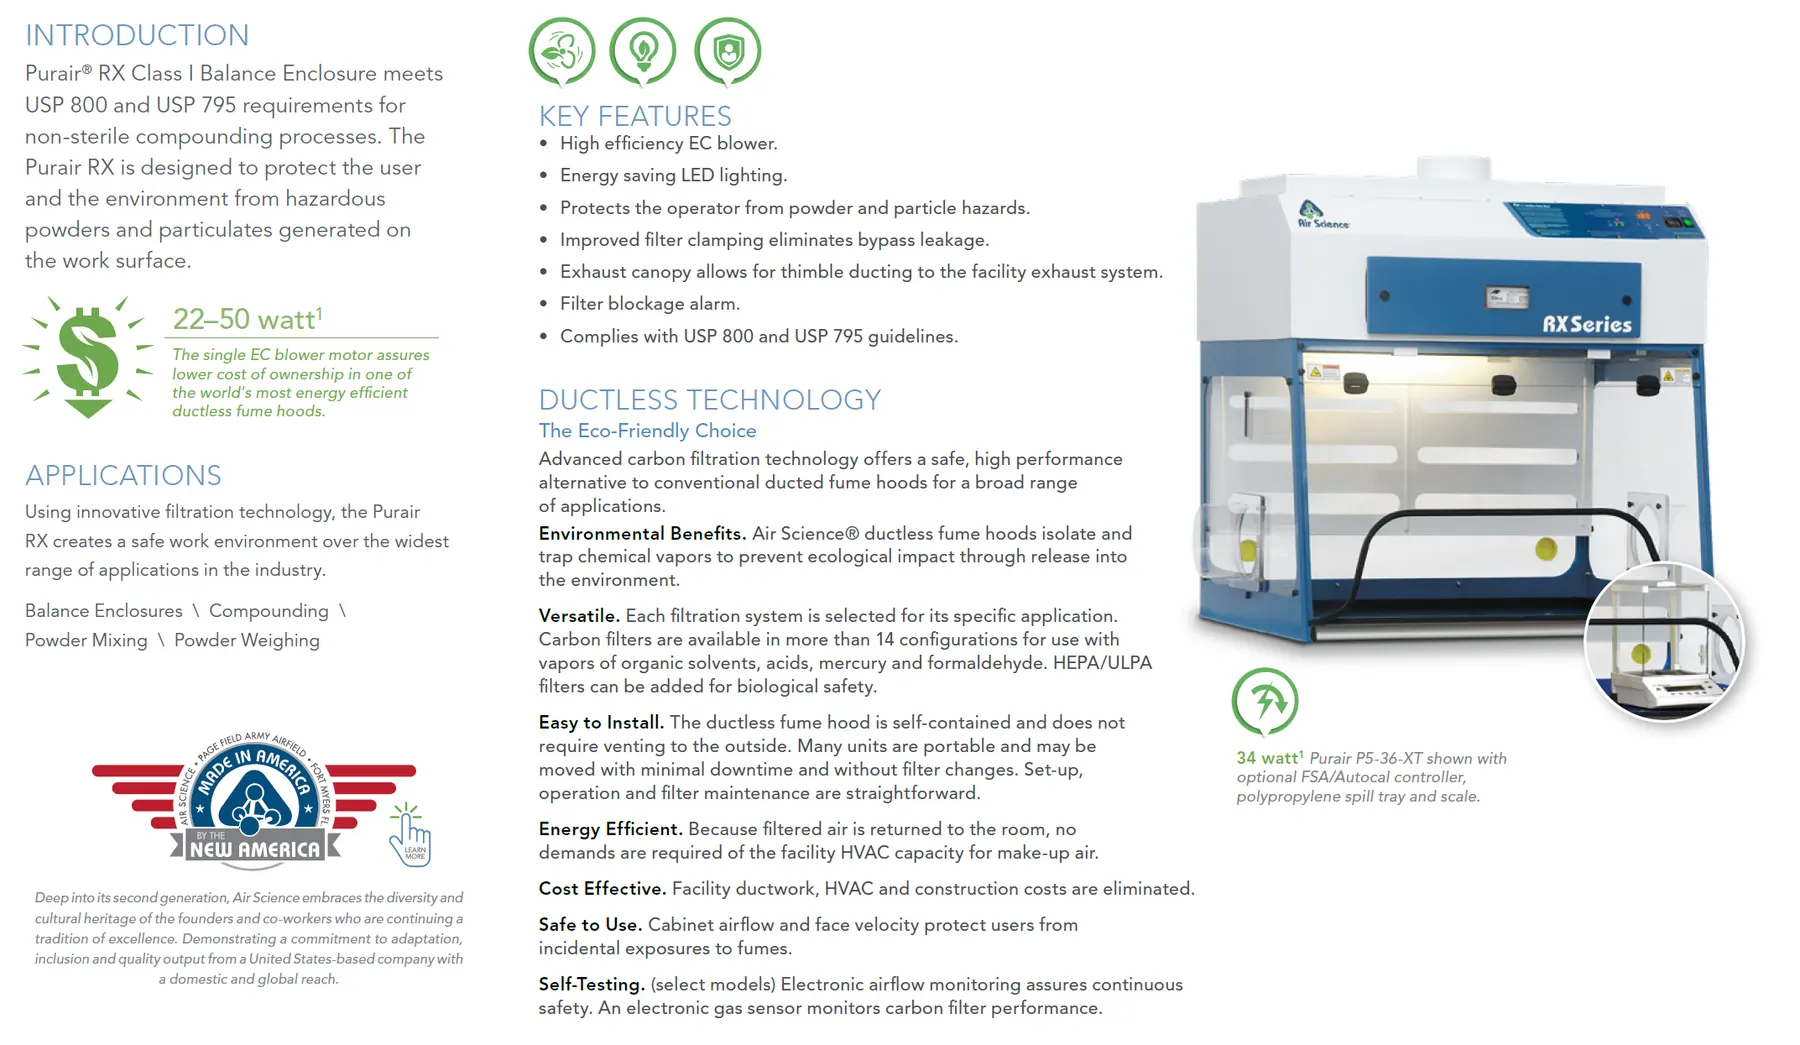 INTRODUCTION
Purair® RX Class I Balance Enclosure meets
USP 800 and USP 795 requirements for
non-sterile compounding processes. The
Purair RX is designed to protect the user
and the environment from hazardous
powders and particulates generated on
the work surface.
22–50 watt¹
The single EC blower motor assures
lower cost of ownership in one of
the world's most energy efficient
ductless fume hoods.
APPLICATIONS
Using innovative filtration technology, the Purair
RX creates a safe work environment over the widest
range of applications in the industry.
Balance Enclosures \ Compounding \
Powder Mixing \ Powder Weighing
AIR SCIENCE • PAGE FIELD ARMY AIRFIELD • FORT MYERS FL
MADE IN AMERICA
BY THE
NEW AMERICA
LEARN
MORE
Deep into its second generation, Air Science embraces the diversity and
cultural heritage of the founders and co-workers who are continuing a
tradition of excellence. Demonstrating a commitment to adaptation,
inclusion and quality output from a United States-based company with
a domestic and global reach.
KEY FEATURES
• High efficiency EC blower.
• Energy saving LED lighting.
• Protects the operator from powder and particle hazards.
• Improved filter clamping eliminates bypass leakage.
• Exhaust canopy allows for thimble ducting to the facility exhaust system.
• Filter blockage alarm.
• Complies with USP 800 and USP 795 guidelines.
DUCTLESS TECHNOLOGY
The Eco-Friendly Choice
Advanced carbon filtration technology offers a safe, high performance
alternative to conventional ducted fume hoods for a broad range
of applications.
Environmental Benefits. Air Science® ductless fume hoods isolate and
trap chemical vapors to prevent ecological impact through release into
the environment.
Versatile. Each filtration system is selected for its specific application.
Carbon filters are available in more than 14 configurations for use with
vapors of organic solvents, acids, mercury and formaldehyde. HEPA/ULPA
filters can be added for biological safety.
Easy to Install. The ductless fume hood is self-contained and does not
require venting to the outside. Many units are portable and may be
moved with minimal downtime and without filter changes. Set-up,
operation and filter maintenance are straightforward.
Energy Efficient. Because filtered air is returned to the room, no
demands are required of the facility HVAC capacity for make-up air.
Cost Effective. Facility ductwork, HVAC and construction costs are eliminated.
Safe to Use. Cabinet airflow and face velocity protect users from
incidental exposures to fumes.
Self-Testing. (select models) Electronic airflow monitoring assures continuous
safety. An electronic gas sensor monitors carbon filter performance.
Air Science
RXSeries
34 watt¹ Purair P5-36-XT shown with
optional FSA/Autocal controller,
polypropylene spill tray and scale.